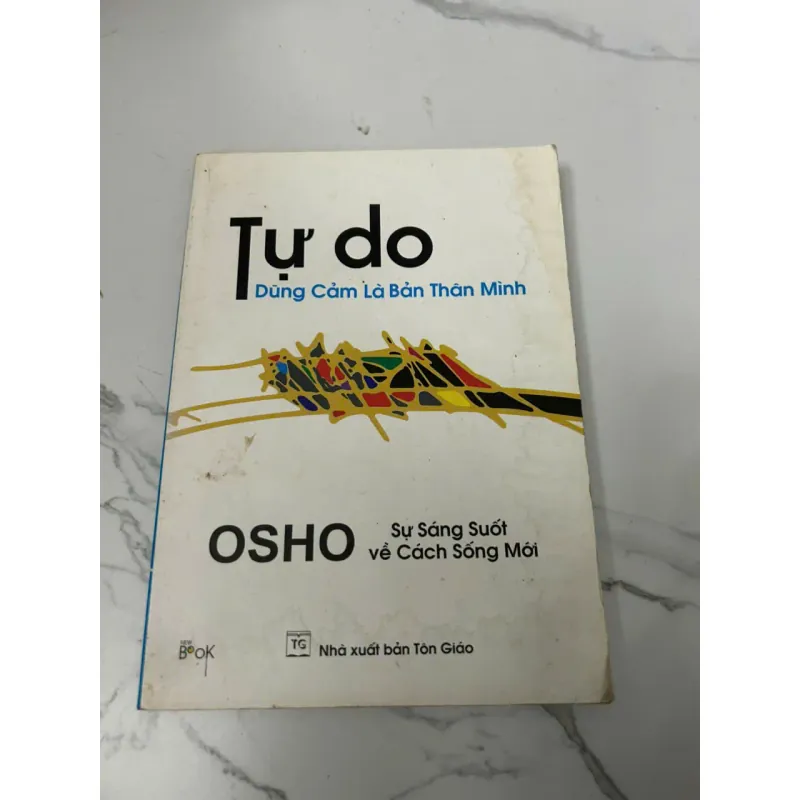 Tự do
Dũng Cảm Là Bản Thân Mình
OSHO
Sự Sáng Suốt
về Cách Sống Mới
NEW
BooK
TG
Nhà xuất bản Tôn Giáo